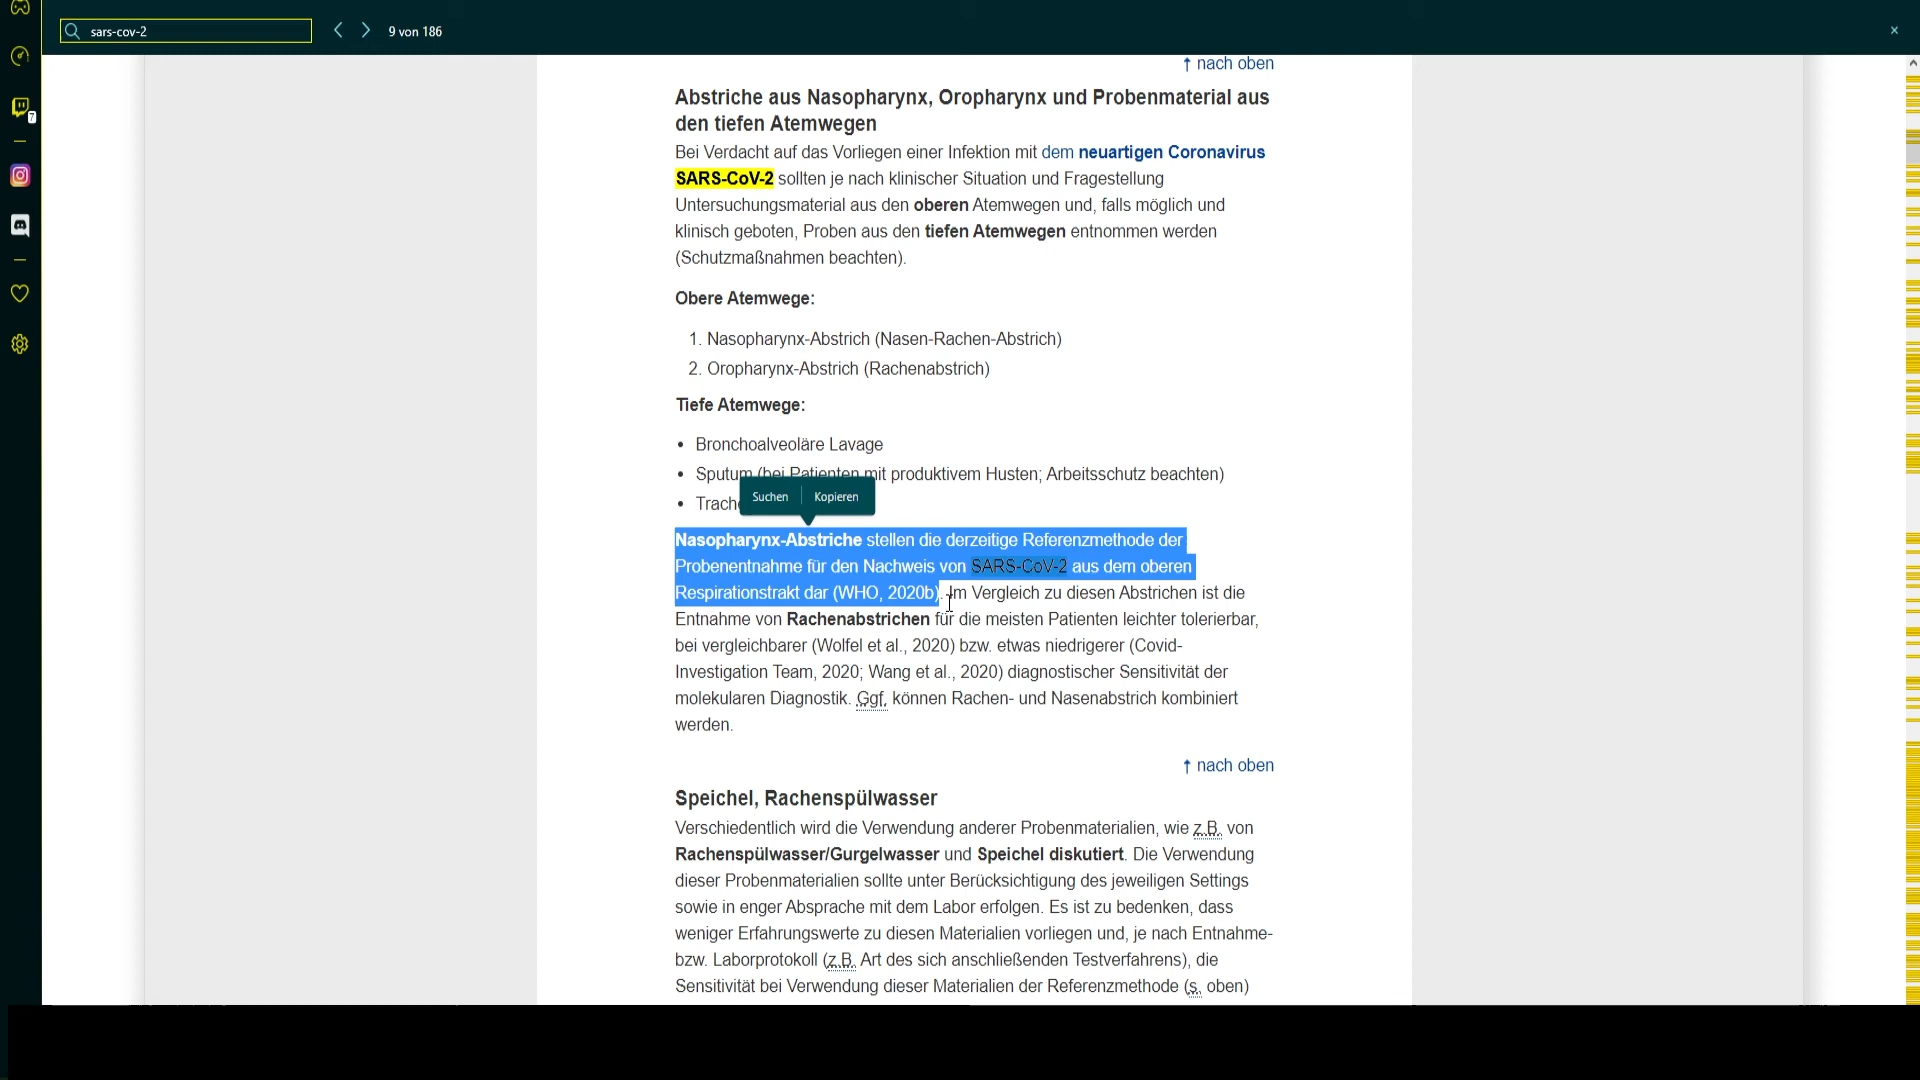 sars-cov-2
9 von 186
7
↑ nach oben
Abstriche aus Nasopharynx, Oropharynx und Probenmaterial aus
den tiefen Atemwegen
Bei Verdacht auf das Vorliegen einer Infektion mit dem neuartigen Coronavirus
SARS-CoV-2 sollten je nach klinischer Situation und Fragestellung
Untersuchungsmaterial aus den oberen Atemwegen und, falls möglich und
klinisch geboten, Proben aus den tiefen Atemwegen entnommen werden
(Schutzmaßnahmen beachten).
Obere Atemwege:
1. Nasopharynx-Abstrich (Nasen-Rachen-Abstrich)
2. Oropharynx-Abstrich (Rachenabstrich)
Tiefe Atemwege:
• Bronchoalveoläre Lavage
• Sputum (bei Patienten mit produktivem Husten; Arbeitsschutz beachten)
Suchen Kopieren
• Trach
Nasopharynx-Abstriche stellen die derzeitige Referenzmethode der
Probenentnahme für den Nachweis von SARS-CoV-2 aus dem oberen
Respirationstrakt dar (WHO, 2020b). Im Vergleich zu diesen Abstrichen ist die
Entnahme von Rachenabstrichen für die meisten Patienten leichter tolerierbar,
bei vergleichbarer (Wolfel et al., 2020) bzw. etwas niedrigerer (Covid-
Investigation Team, 2020; Wang et al., 2020) diagnostischer Sensitivität der
molekularen Diagnostik. Ggf. können Rachen- und Nasenabstrich kombiniert
werden.
↑ nach oben
Speichel, Rachenspülwasser
Verschiedentlich wird die Verwendung anderer Probenmaterialien, wie z.B. von
Rachenspülwasser/Gurgelwasser und Speichel diskutiert. Die Verwendung
dieser Probenmaterialien sollte unter Berücksichtigung des jeweiligen Settings
sowie in enger Absprache mit dem Labor erfolgen. Es ist zu bedenken, dass
weniger Erfahrungswerte zu diesen Materialien vorliegen und, je nach Entnahme-
bzw. Laborprotokoll (z.B. Art des sich anschließenden Testverfahrens), die
Sensitivität bei Verwendung dieser Materialien der Referenzmethode (s. oben)